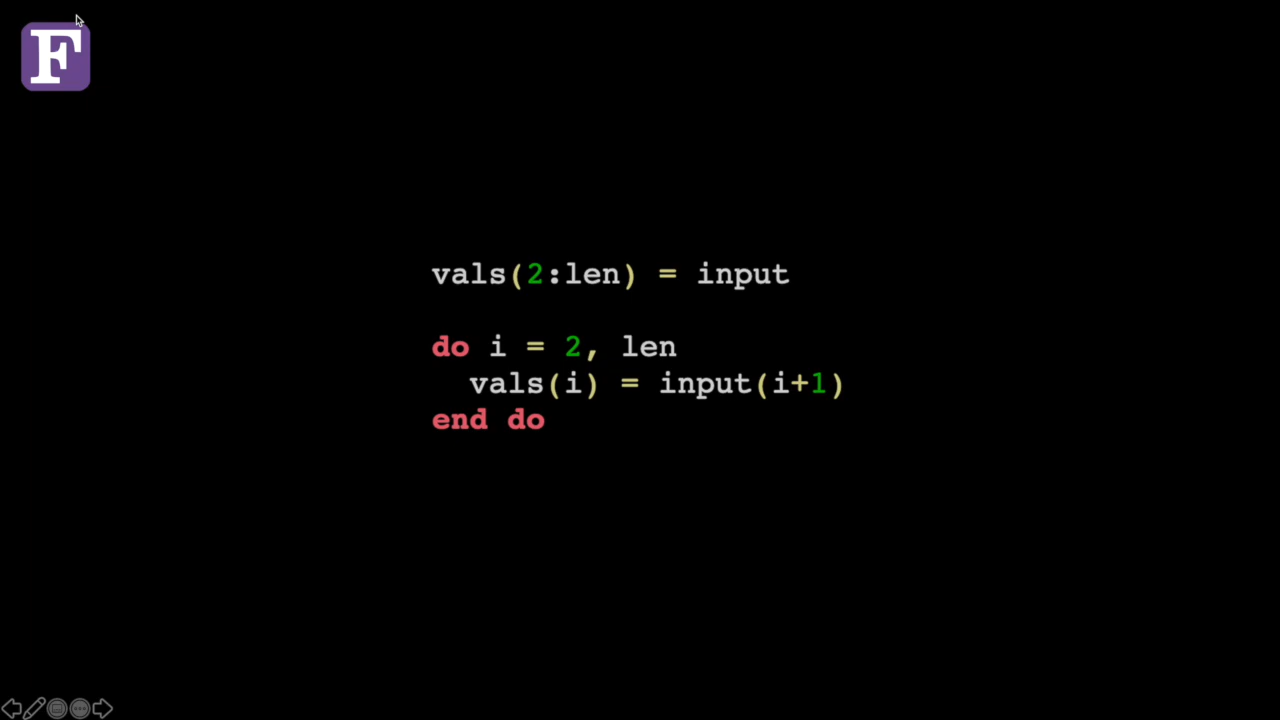 F
vals(2:len) = input
do i = 2, len
  vals(i) = input(i+1)
end do